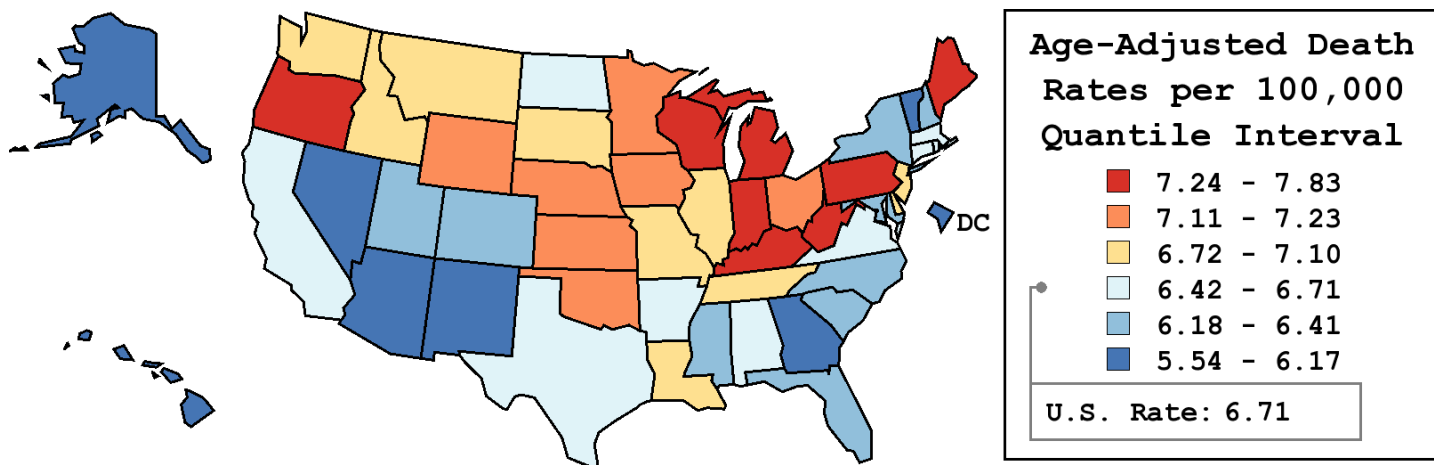 Age-Adjusted Death
Rates per 100,000
Quantile Interval
7.24 - 7.83
7.11 - 7.23
6.72 - 7.10
6.42 - 6.71
6.18 - 6.41
5.54 - 6.17
U.S. Rate: 6.71
DC